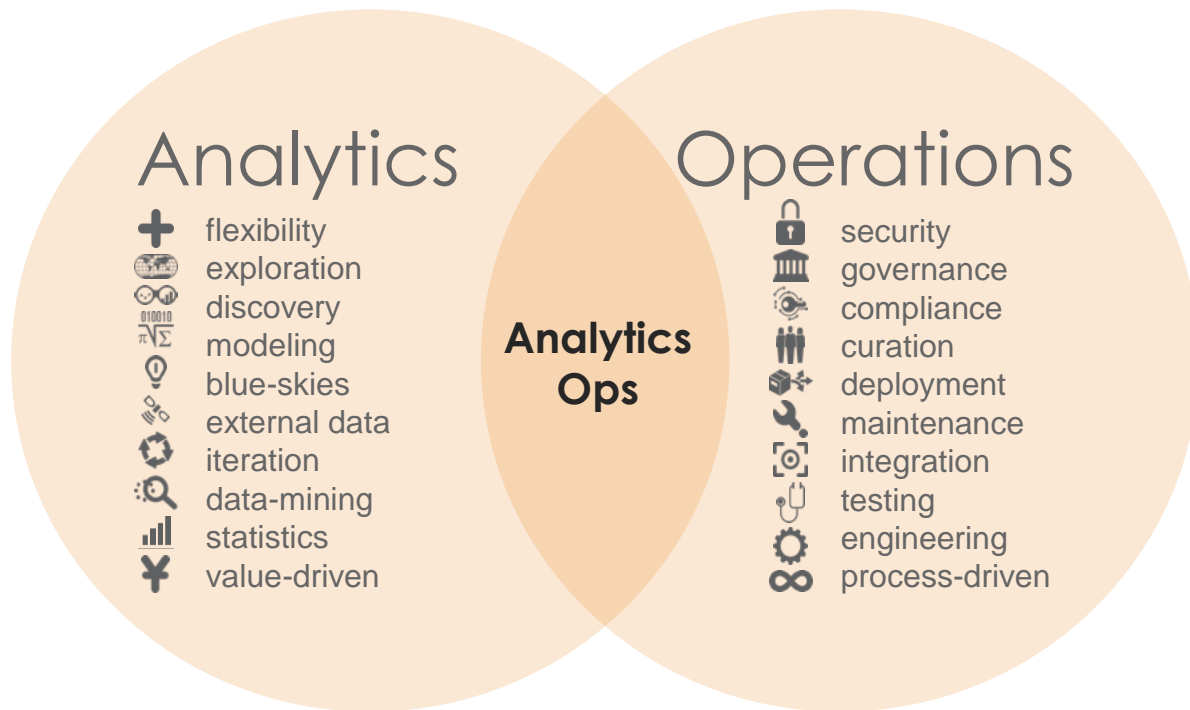 Analytics
flexibility
exploration
discovery
010010
π√Σ
modeling
blue-skies
external data
iteration
data-mining
statistics
¥ value-driven
Analytics
Ops
Operations
security
governance
compliance
curation
deployment
maintenance
integration
testing
engineering
process-driven